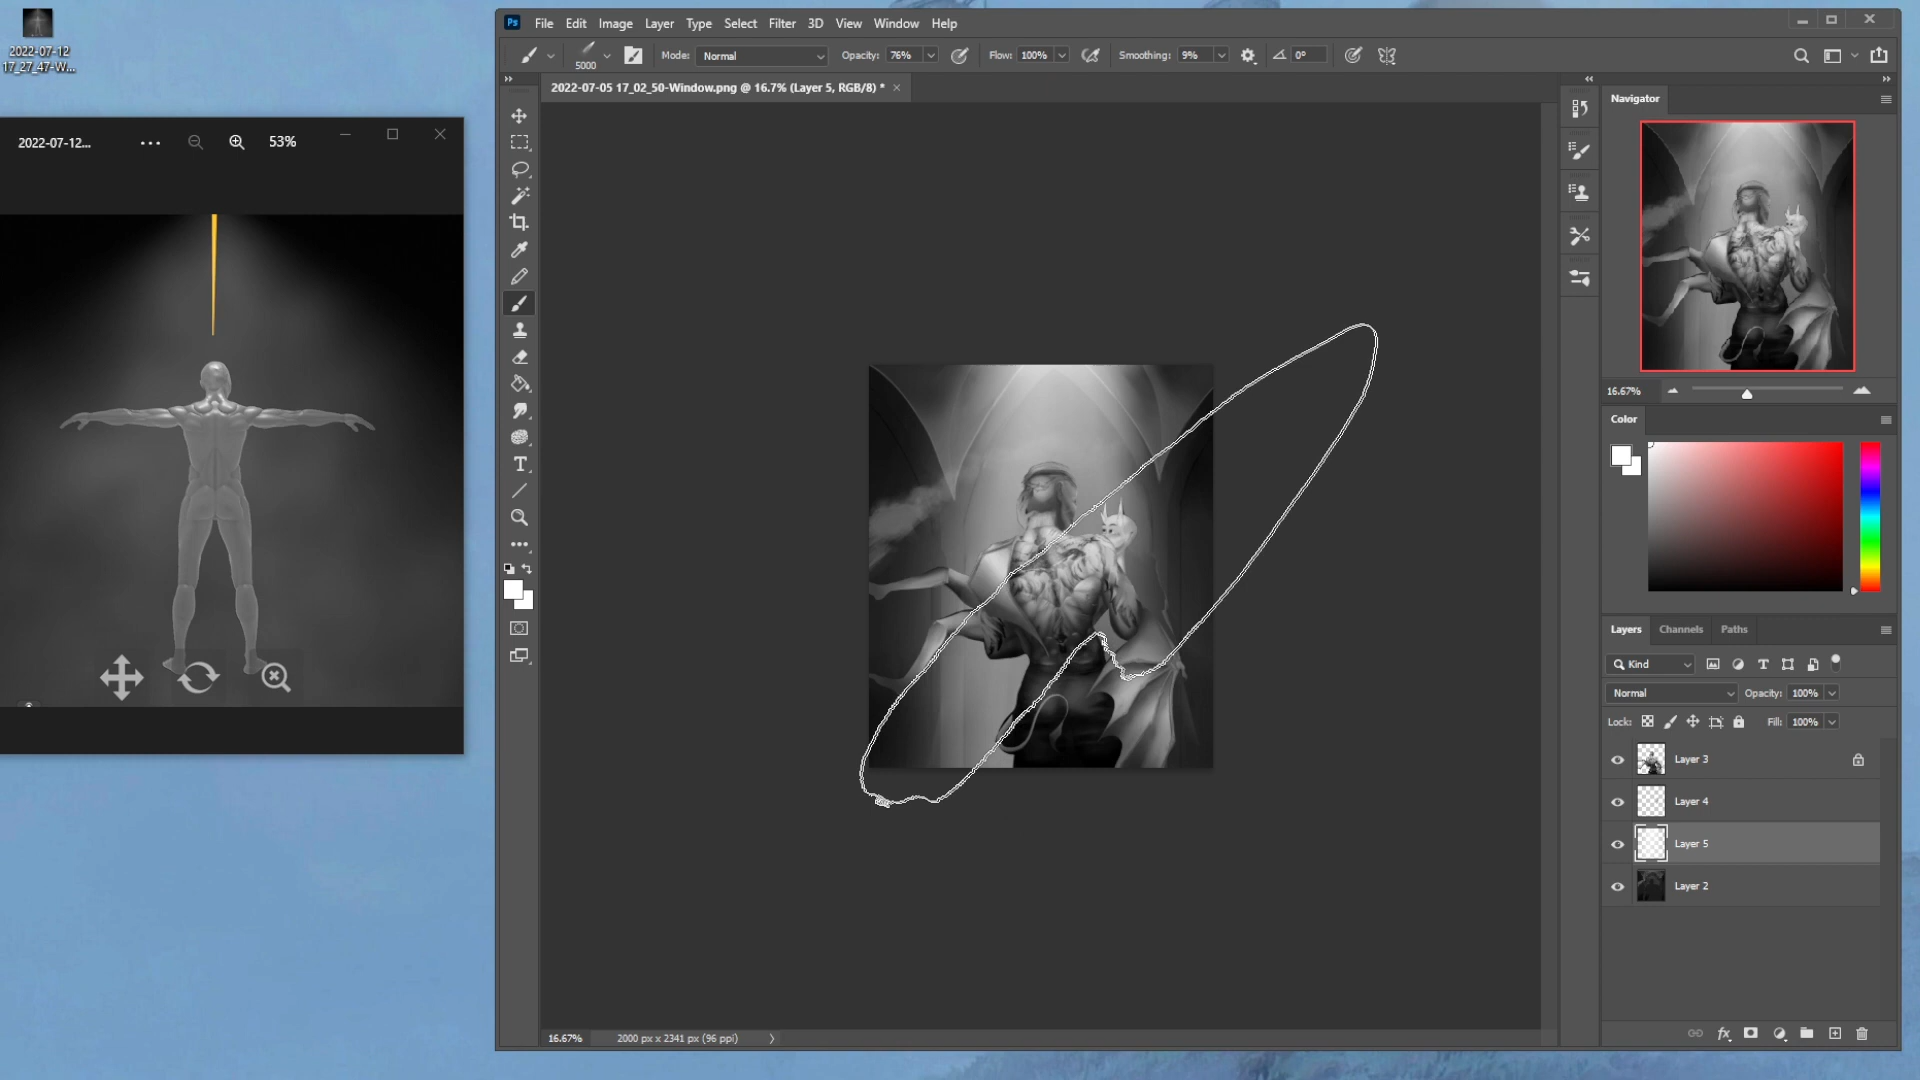 2022-07-12
17_27_47-W...
2022-07-12...
53%
Ps File Edit Image Layer Type Select Filter 3D View Window Help
5000
Mode: Normal
Opacity: 76%
Flow: 100%
Smoothing: 9%
0°
2022-07-05 17_02_50-Window.png @ 16.7% (Layer 5, RGB/8) *
Navigator
16.67%
Color
Layers Channels Paths
Kind
Normal
Opacity: 100%
Lock:
Fill: 100%
Layer 3
Layer 4
Layer 5
Layer 2
fx
16.67%
2000 px x 2341 px (96 ppi)